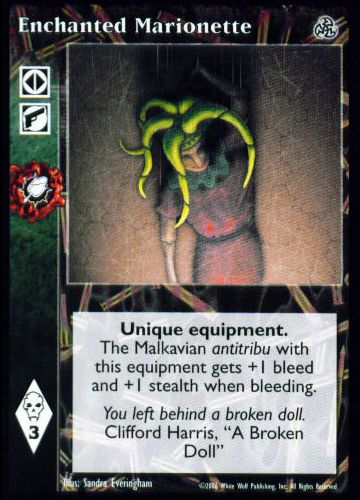 Enchanted Marionette
Unique equipment.
The Malkavian antitribu with
this equipment gets +1 bleed
and +1 stealth when bleeding.
You left behind a broken doll.
Clifford Harris, “A Broken
Doll”
3
Illus: Sandra Everingham
©2006 White Wolf Publishing, Inc. All Rights Reserved